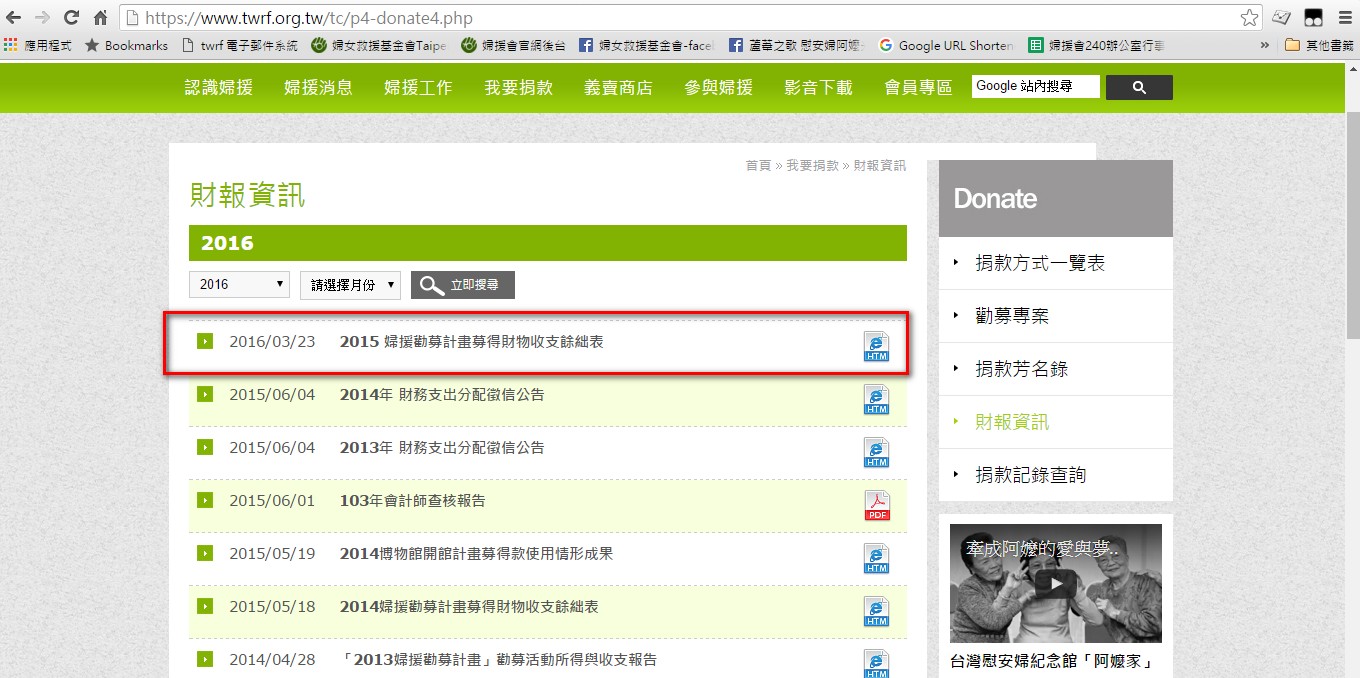 https://www.twrf.org.tw/tc/p4-donate4.php
應用程式 Bookmarks twrf 電子郵件系統 婦女救援基金會Taipe 婦援會官網後台 婦女救援基金會-face 蘆葦之歌 慰安婦阿嬤 Google URL Shorten 婦援會240辦公室行事 » 其他書籤
認識婦援 婦援消息 婦援工作 我要捐款 義賣商店 參與婦援 影音下載 會員專區 Google 站內搜尋
首頁 » 我要捐款 » 財報資訊
財報資訊
2016
2016 請選擇月份 立即搜尋
2016/03/23 2015 婦援勸募計畫募得財物收支餘絀表 HTM
2015/06/04 2014年 財務支出分配徵信公告 HTM
2015/06/04 2013年 財務支出分配徵信公告 HTM
2015/06/01 103年會計師查核報告 PDF
2015/05/19 2014博物館開館計畫募得款使用情形成果 HTM
2015/05/18 2014婦援勸募計畫募得財物收支餘絀表 HTM
2014/04/28 「2013婦援勸募計畫」勸募活動所得與收支報告 HTM
Donate
捐款方式一覽表
勸募專案
捐款芳名錄
財報資訊
捐款記錄查詢
牽成阿嬤的愛與夢..
台灣慰安婦紀念館「阿嬤家」